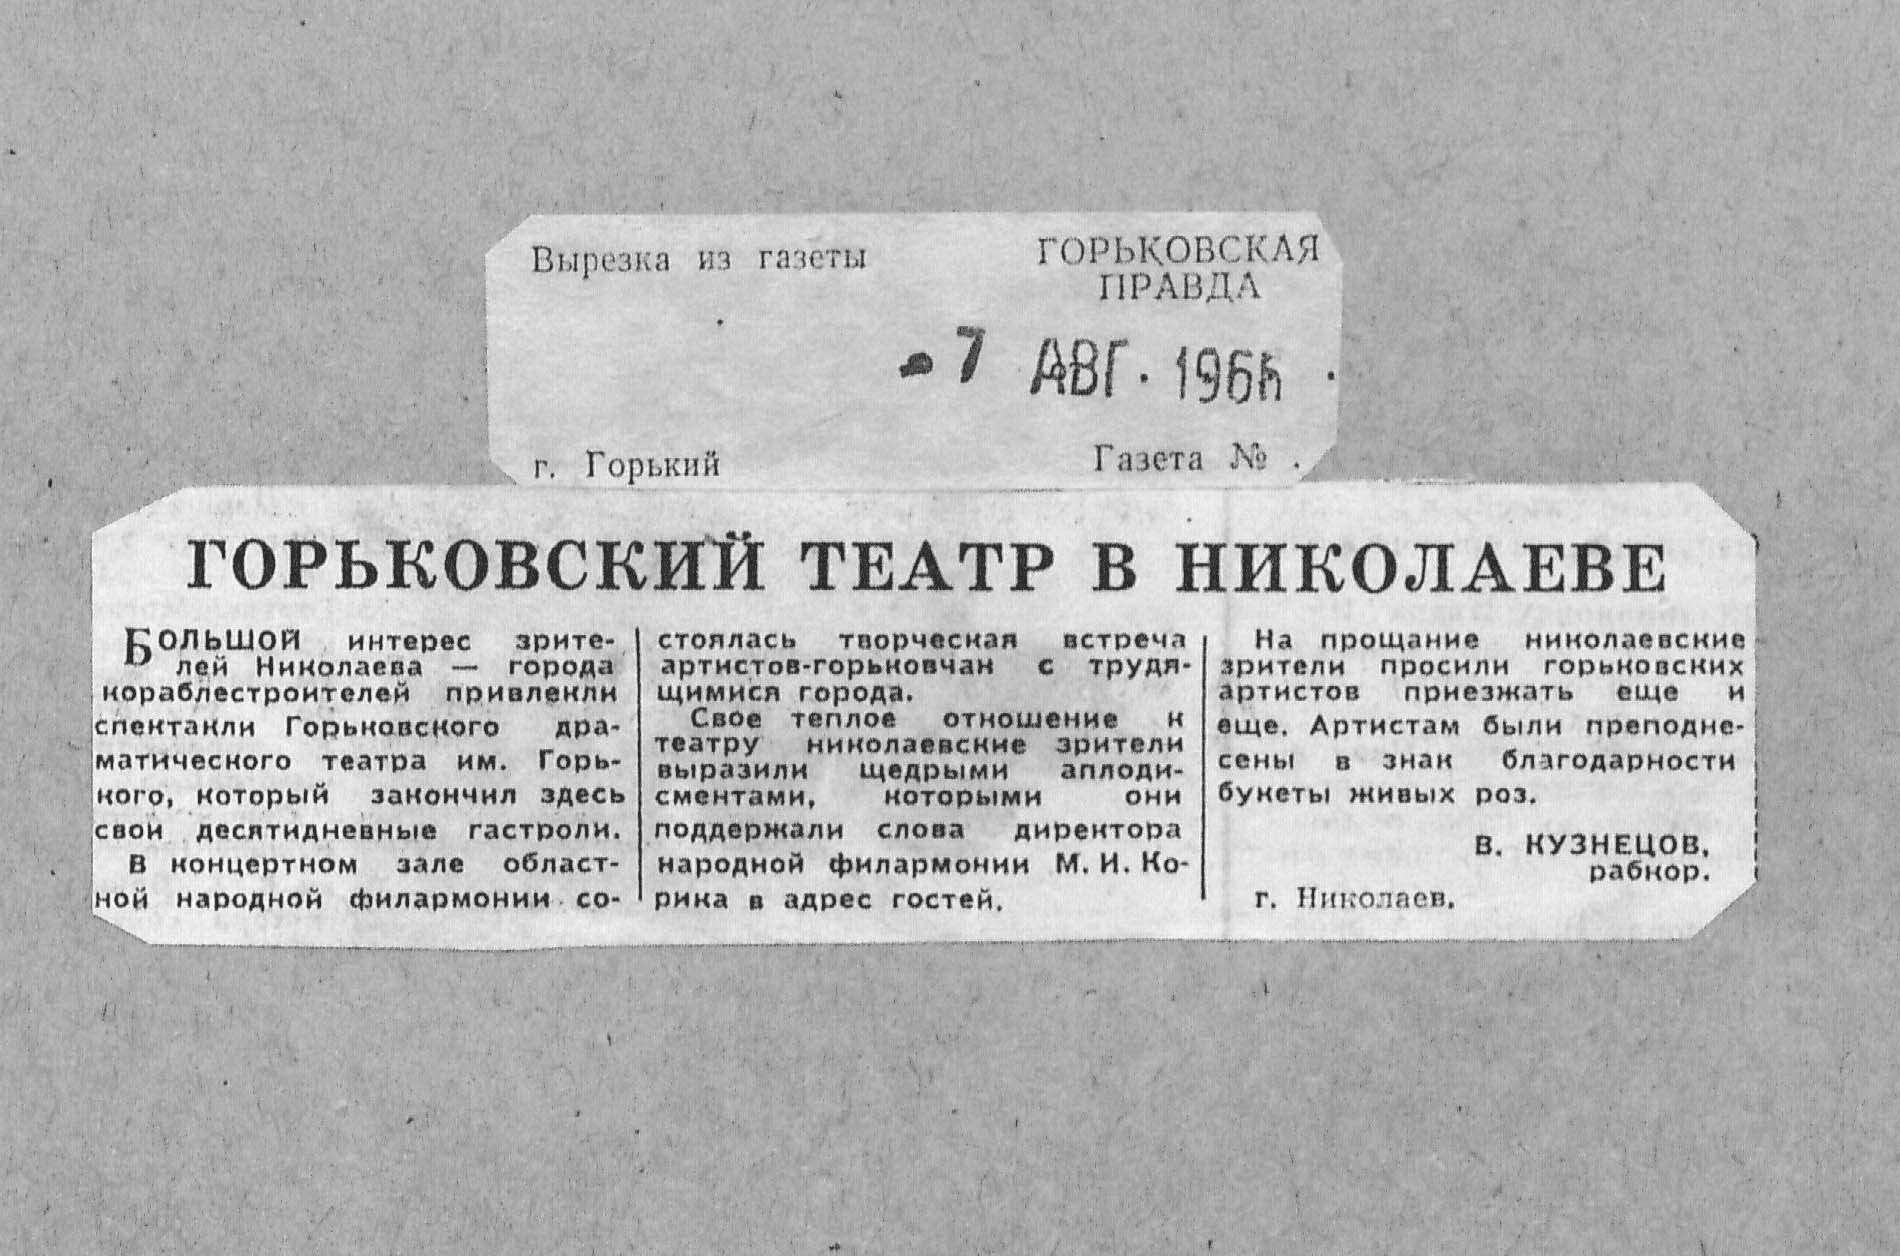 Вырезка из газеты
ГОРЬКОВСКАЯ
ПРАВДА
- 7 АВГ. 1966
г. Горький
Газета № .
ГОРЬКОВСКИЙ ТЕАТР В НИКОЛАЕВЕ
БОЛЬШОЙ интерес зрите-
лей Николаева — города
кораблестроителей привлекли
спектакли Горьковского дра-
матического театра им. Горь-
кого, который закончил здесь
свои десятидневные гастроли.
В концертном зале област-
ной народной филармонии со-
стоялась творческая встреча
артистов-горьковчан с трудя-
щимися города.
Свое теплое отношение к
театру николаевские зрители
выразили щедрыми аплоди-
сментами, которыми они
поддержали слова директора
народной филармонии М. И. Ко-
рика в адрес гостей.
На прощание николаевские
зрители просили горьковских
артистов приезжать еще и
еще. Артистам были преподне-
сены в знак благодарности
букеты живых роз.
В. КУЗНЕЦОВ,
рабкор.
г. Николаев.